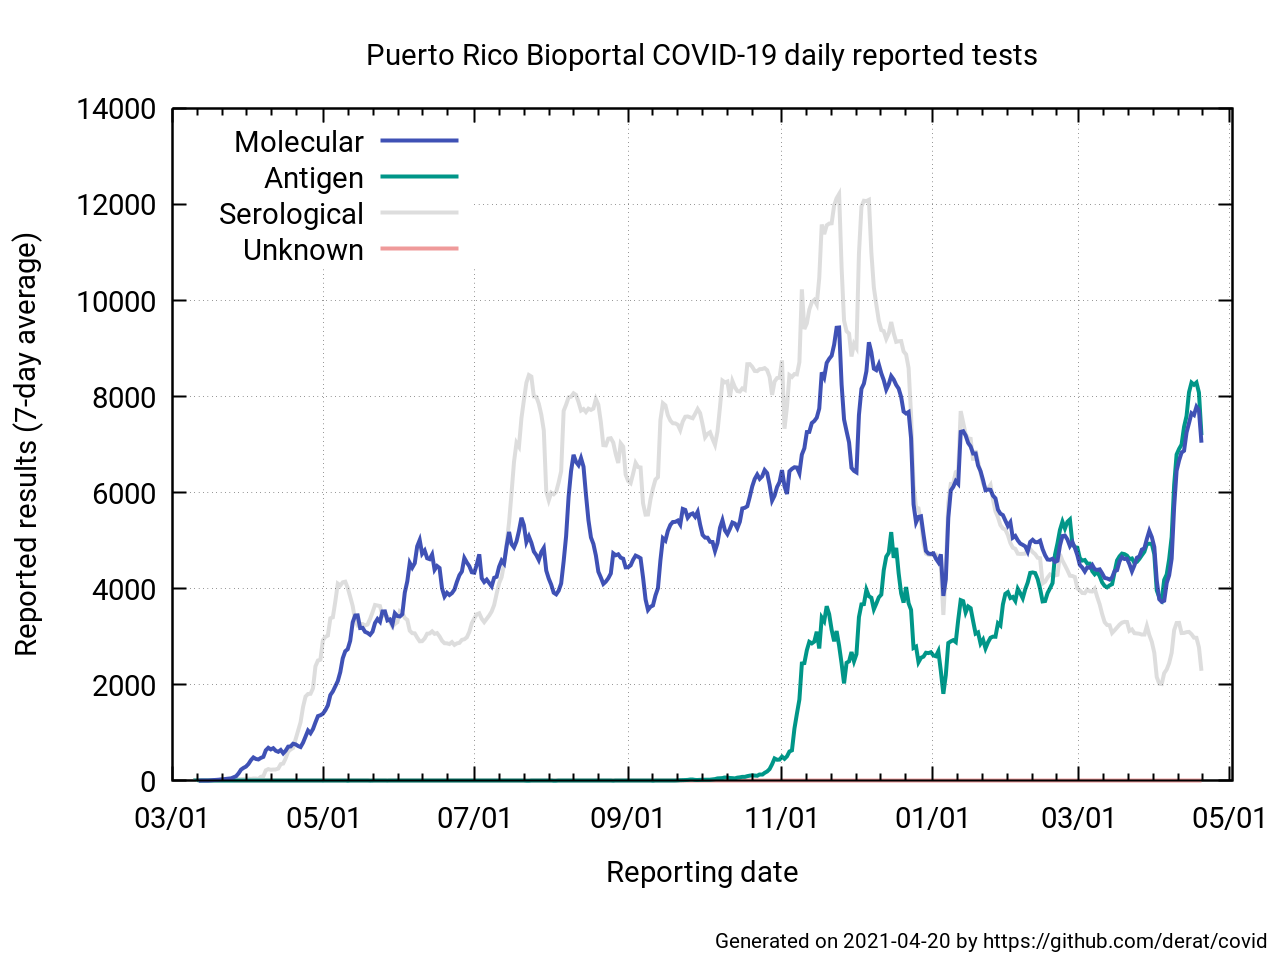 Puerto Rico Bioportal COVID-19 daily reported tests
14000
12000
10000
8000
6000
4000
2000
0
Molecular
Antigen
Serological
Unknown
Reported results (7-day average)
03/01 05/01 07/01 09/01 11/01 01/01 03/01 05/01
Reporting date
Generated on 2021-04-20 by https://github.com/derat/covid